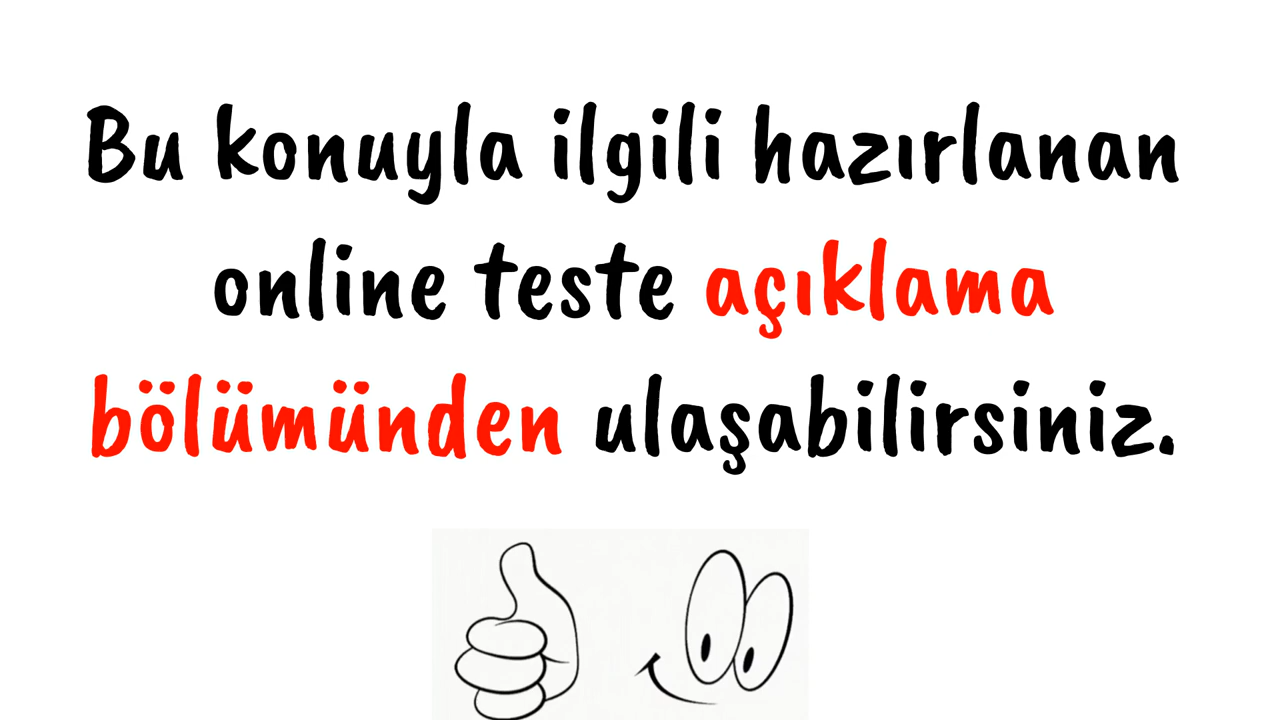 Bu konuyla ilgili hazırlanan
online teste açıklama
bölümünden ulaşabilirsiniz.